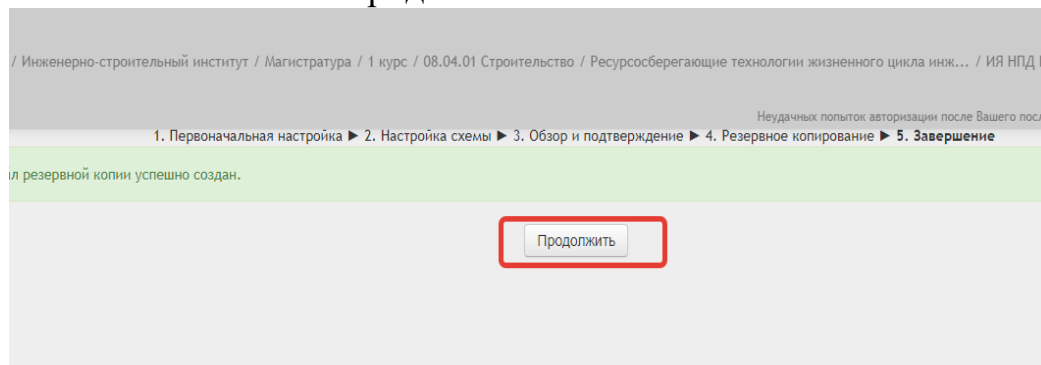 / Инженерно-строительный институт / Магистратура / 1 курс / 08.04.01 Строительство / Ресурсосберегающие технологии жизненного цикла инж... / ИЯ НПД
Неудачных попыток авторизации после Вашего
1. Первоначальная настройка ► 2. Настройка схемы ► 3. Обзор и подтверждение ► 4. Резервное копирование ► 5. Завершение
резервной копии успешно создан.
Продолжить